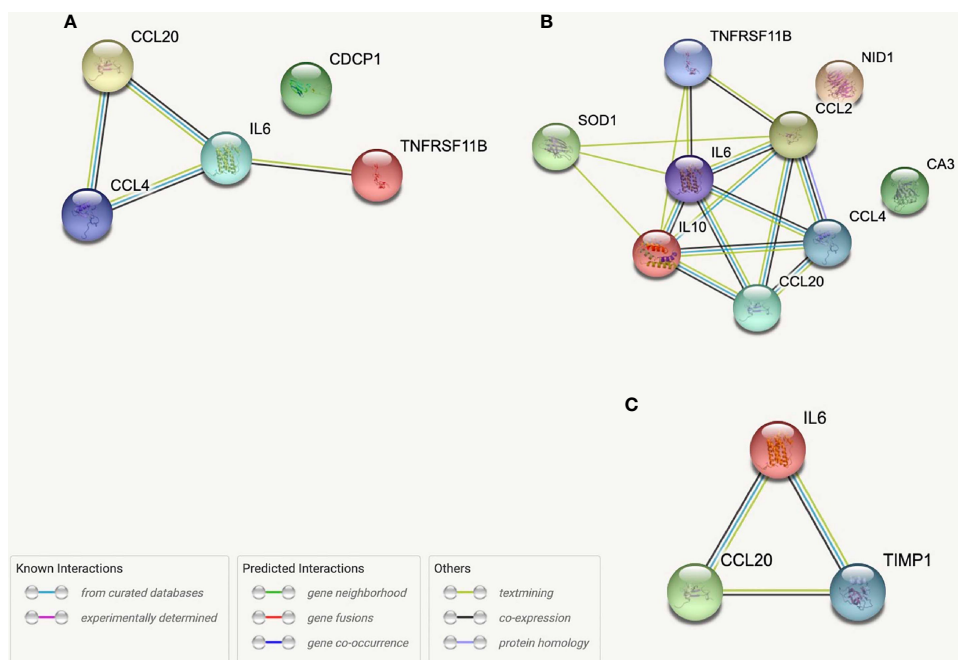 A
CCL20
CDCP1
IL6
TNFRSF11B
CCL4
B
TNFRSF11B
NID1
CCL2
SOD1
IL6
CA3
CCL4
IL10
CCL20
C
IL6
CCL20
TIMP1
Known Interactions
from curated databases
experimentally determined
Predicted Interactions
gene neighborhood
gene fusions
gene co-occurrence
Others
textmining
co-expression
protein homology